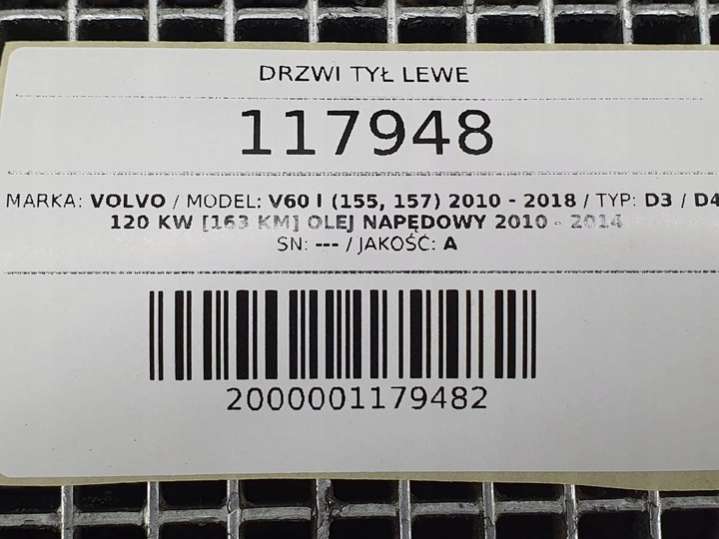 DRZWI TYŁ LEWE
117948
MARKA: VOLVO / MODEL: V60 I (155, 157) 2010 - 2018 / TYP: D3 / D4
120 KW [163 KM] OLEJ NAPĘDOWY 2010 - 2014
SN: --- / JAKOŚĆ: A
2000001179482